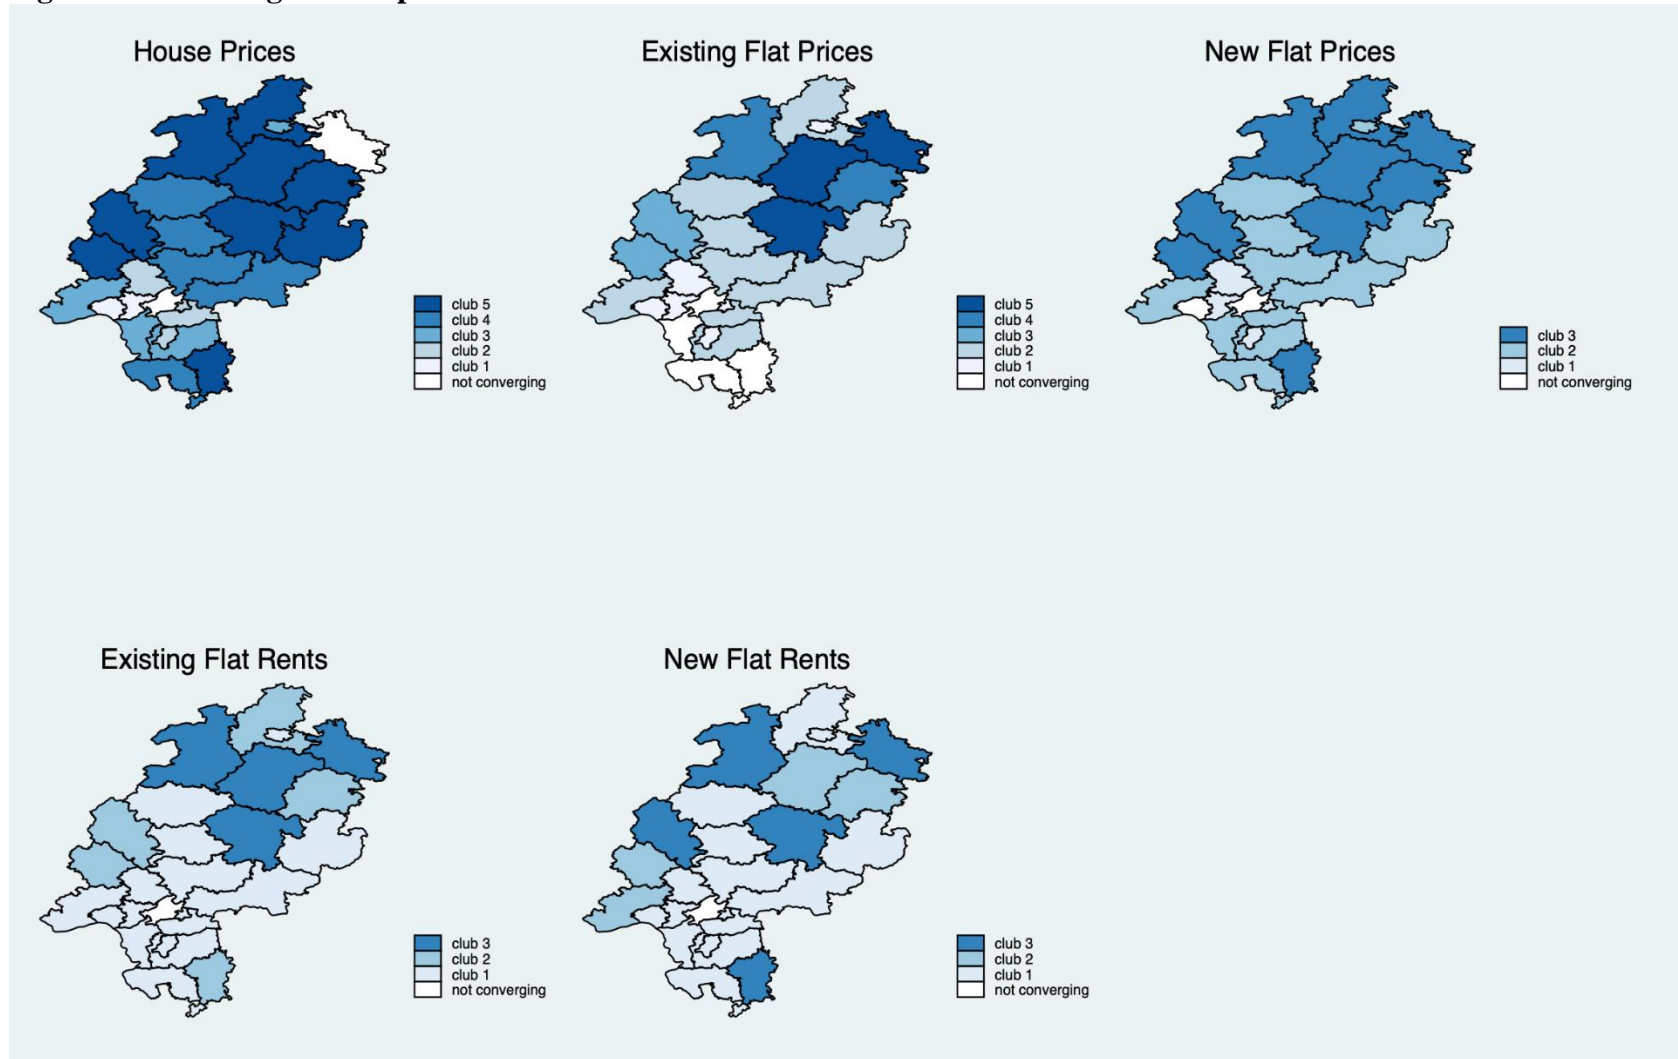 House Prices
Existing Flat Prices
New Flat Prices
club 5
club 4
club 3
club 2
club 1
not converging
club 5
club 4
club 3
club 2
club 1
not converging
club 3
club 2
club 1
not converging
Existing Flat Rents
New Flat Rents
club 3
club 2
club 1
not converging
club 3
club 2
club 1
not converging